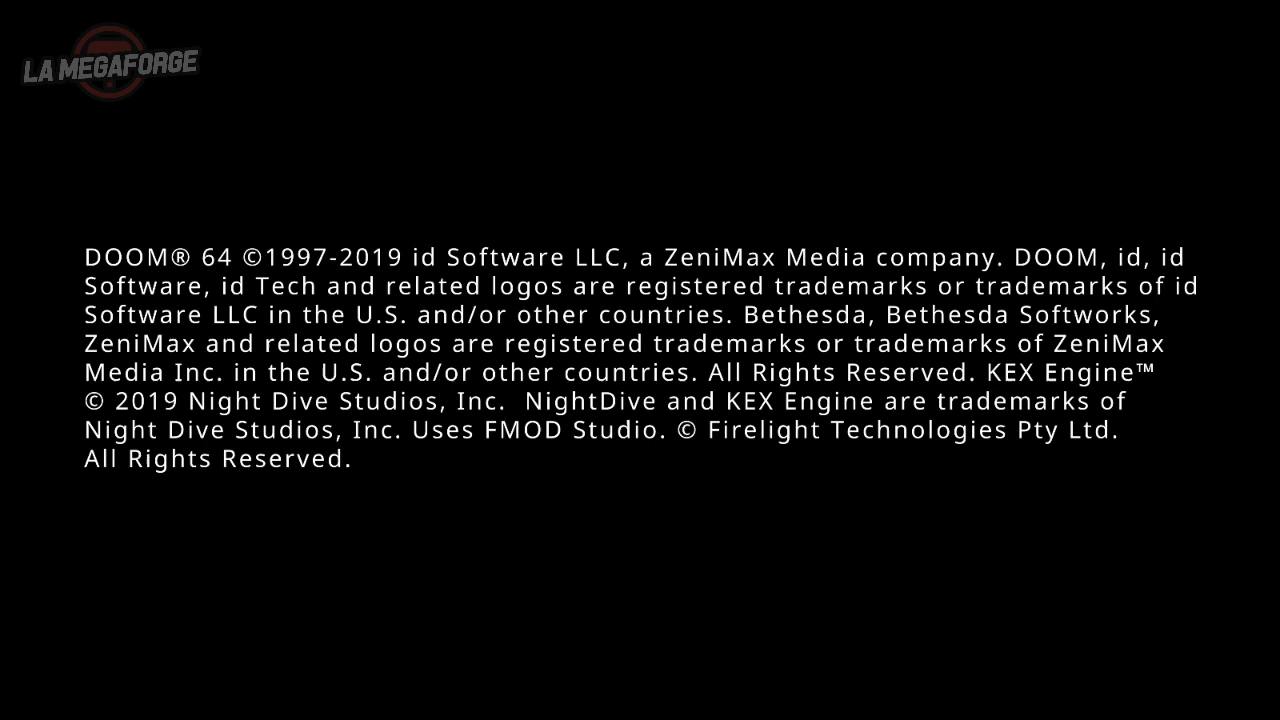 LA MEGAFORGE
DOOM® 64 ©1997-2019 id Software LLC, a ZeniMax Media company. DOOM, id, id
Software, id Tech and related logos are registered trademarks or trademarks of id
Software LLC in the U.S. and/or other countries. Bethesda, Bethesda Softworks,
ZeniMax and related logos are registered trademarks or trademarks of ZeniMax
Media Inc. in the U.S. and/or other countries. All Rights Reserved. KEX Engine™
© 2019 Night Dive Studios, Inc.  NightDive and KEX Engine are trademarks of
Night Dive Studios, Inc. Uses FMOD Studio. © Firelight Technologies Pty Ltd.
All Rights Reserved.